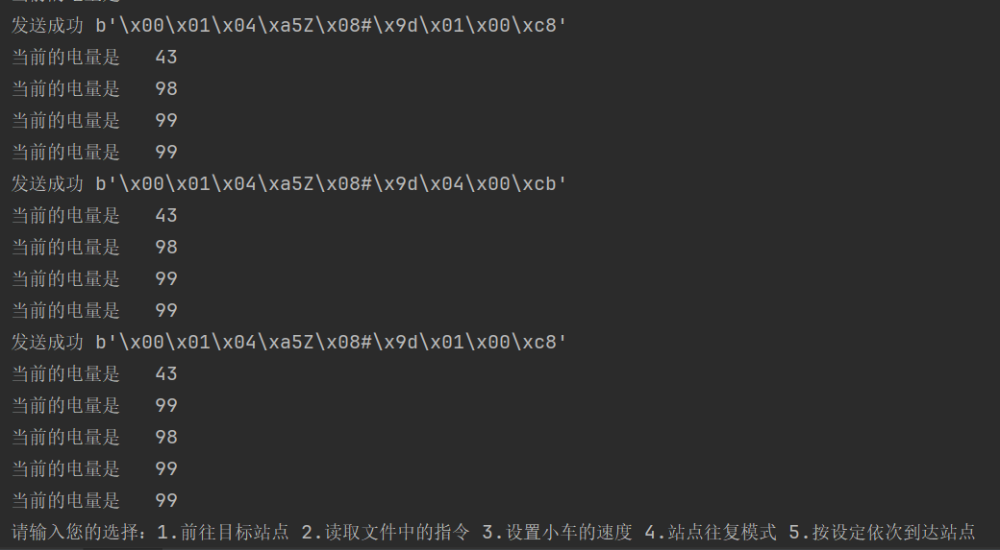 发送成功 b'\x00\x01\x04\xa5Z\x08#\x9d\x01\x00\xc8'
当前的电量是 43
当前的电量是 98
当前的电量是 99
当前的电量是 99
发送成功 b'\x00\x01\x04\xa5Z\x08#\x9d\x04\x00\xcb'
当前的电量是 43
当前的电量是 98
当前的电量是 99
当前的电量是 99
发送成功 b'\x00\x01\x04\xa5Z\x08#\x9d\x01\x00\xc8'
当前的电量是 43
当前的电量是 99
当前的电量是 98
当前的电量是 99
当前的电量是 99
请输入您的选择：1.前往目标站点 2.读取文件中的指令 3.设置小车的速度 4.站点往复模式 5.按设定依次到达站点